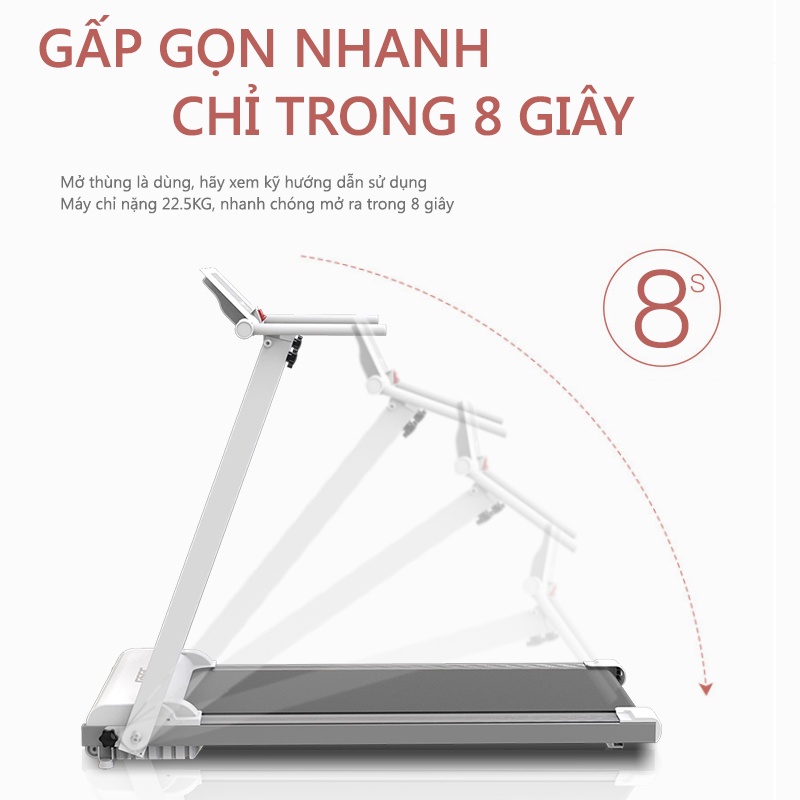 GẤP GỌN NHANH
CHỈ TRONG 8 GIÂY
Mở thùng là dùng, hãy xem kỹ hướng dẫn sử dụng
Máy chỉ nặng 22.5KG, nhanh chóng mở ra trong 8 giây
8S